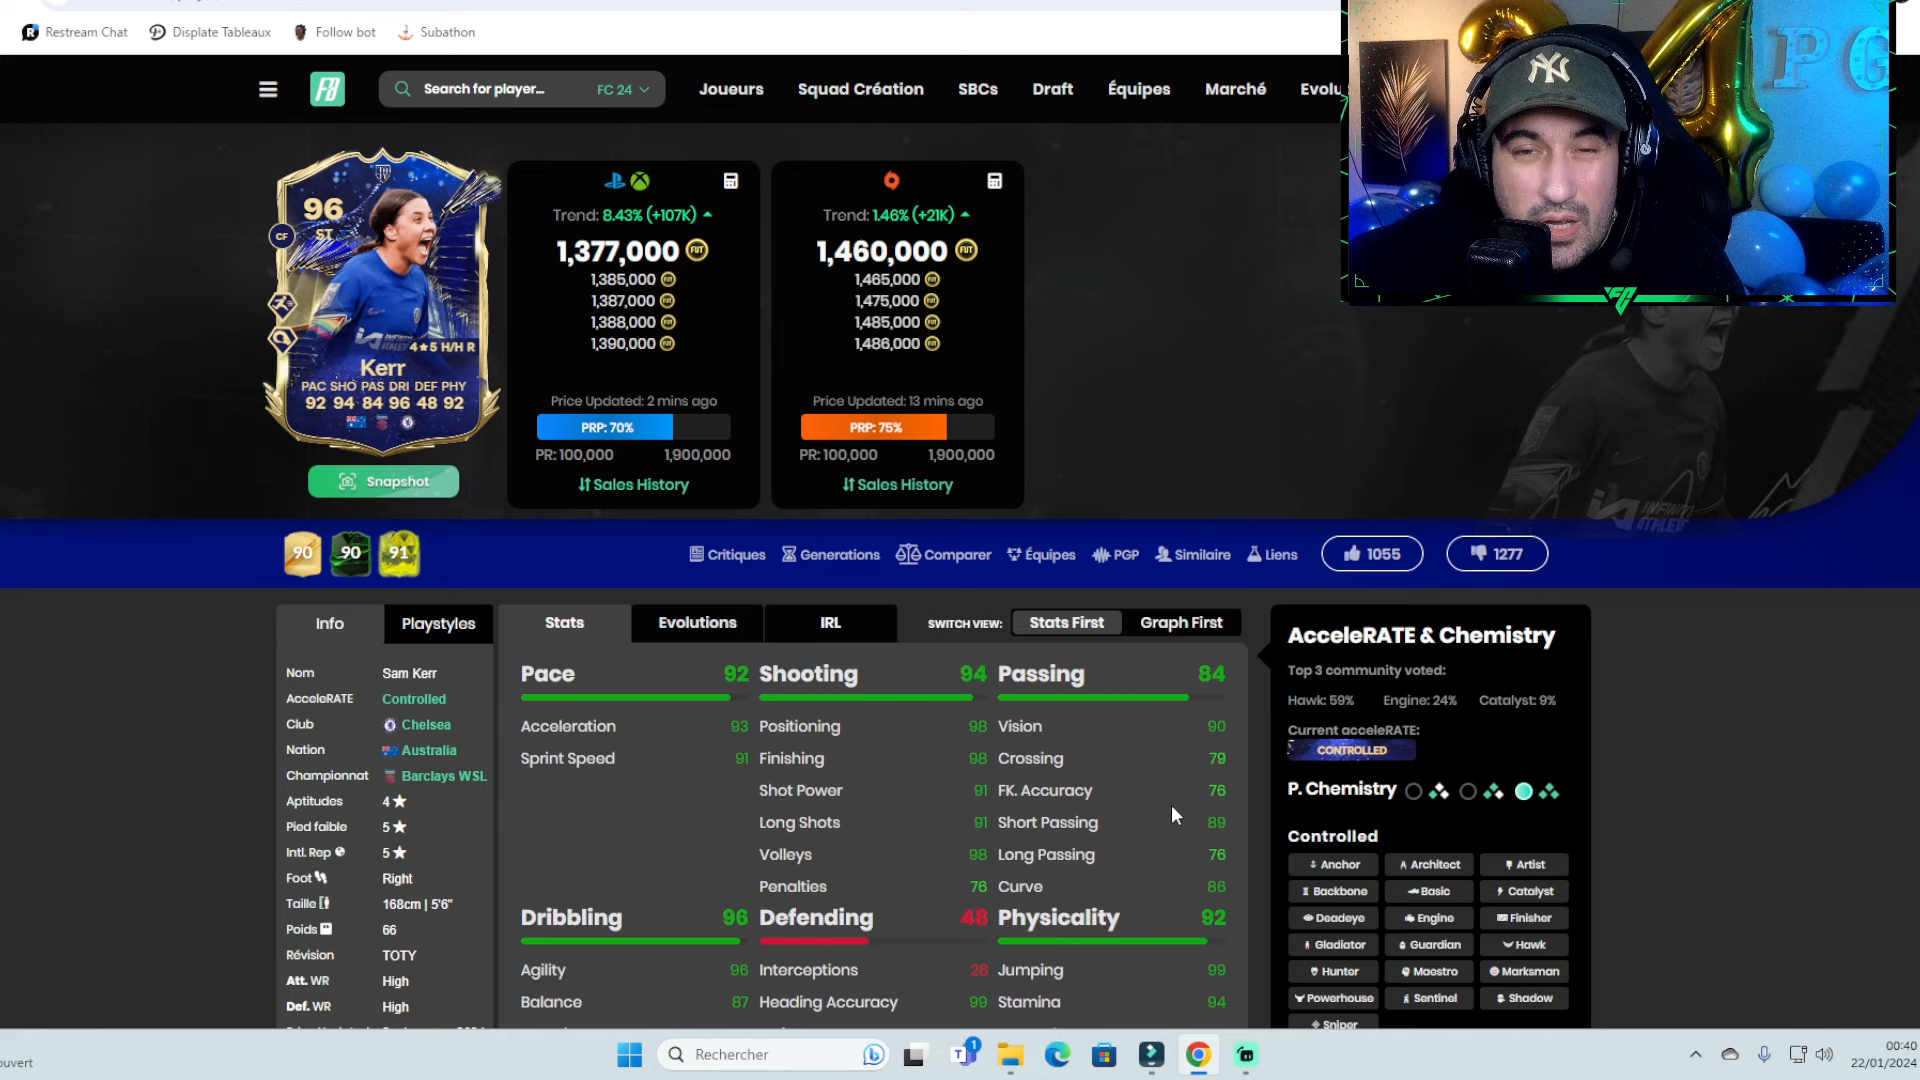 Restream Chat
Displate Tableaux
Follow bot
Subathon
Search for player...
FC 24
Joueurs
Squad Création
SBCs
Draft
Équipes
Marché
Evolu
NY
PG
96
ST
CF
4★5 H/H R
Kerr
PAC SHO PAS DRI DEF PHY
92 94 84 96 48 92
Snapshot
Trend: 8.43% (+107K)
1,377,000
1,385,000
1,387,000
1,388,000
1,390,000
Price Updated: 2 mins ago
PRP: 70%
PR: 100,000 1,900,000
Sales History
Trend: 1.46% (+21K)
1,460,000
1,465,000
1,475,000
1,485,000
1,486,000
Price Updated: 13 mins ago
PRP: 75%
PR: 100,000 1,900,000
Sales History
INFINITE
ATHLETE
90
90
91
Critiques
Generations
Comparer
Équipes
PGP
Similaire
Liens
1055
1277
Info
Playstyles
Nom Sam Kerr
AcceleRATE Controlled
Club Chelsea
Nation Australia
Championnat Barclays WSL
Aptitudes 4★
Pied faible 5★
Intl. Rep 5★
Foot Right
Taille 168cm | 5'6"
Poids 66
Révision TOTY
Att. WR High
Def. WR High
Stats
Evolutions
IRL
SWITCH VIEW:
Stats First
Graph First
Pace 92
Acceleration 93
Sprint Speed 91
Shooting 94
Positioning 98
Finishing 98
Shot Power 91
Long Shots 91
Volleys 98
Penalties 76
Passing 84
Vision 90
Crossing 79
FK. Accuracy 76
Short Passing 89
Long Passing 76
Curve 86
Dribbling 96
Agility 96
Balance 87
Defending 48
Interceptions 28
Heading Accuracy 99
Physicality 92
Jumping 99
Stamina 94
AcceleRATE & Chemistry
Top 3 community voted:
Hawk: 59% Engine: 24% Catalyst: 9%
Current acceleRATE:
CONTROLLED
P. Chemistry
Controlled
Anchor Architect Artist
Backbone Basic Catalyst
Deadeye Engine Finisher
Gladiator Guardian Hawk
Hunter Maestro Marksman
Powerhouse Sentinel Shadow
Sniper
ouvert
Rechercher
1
00:40
22/01/2024